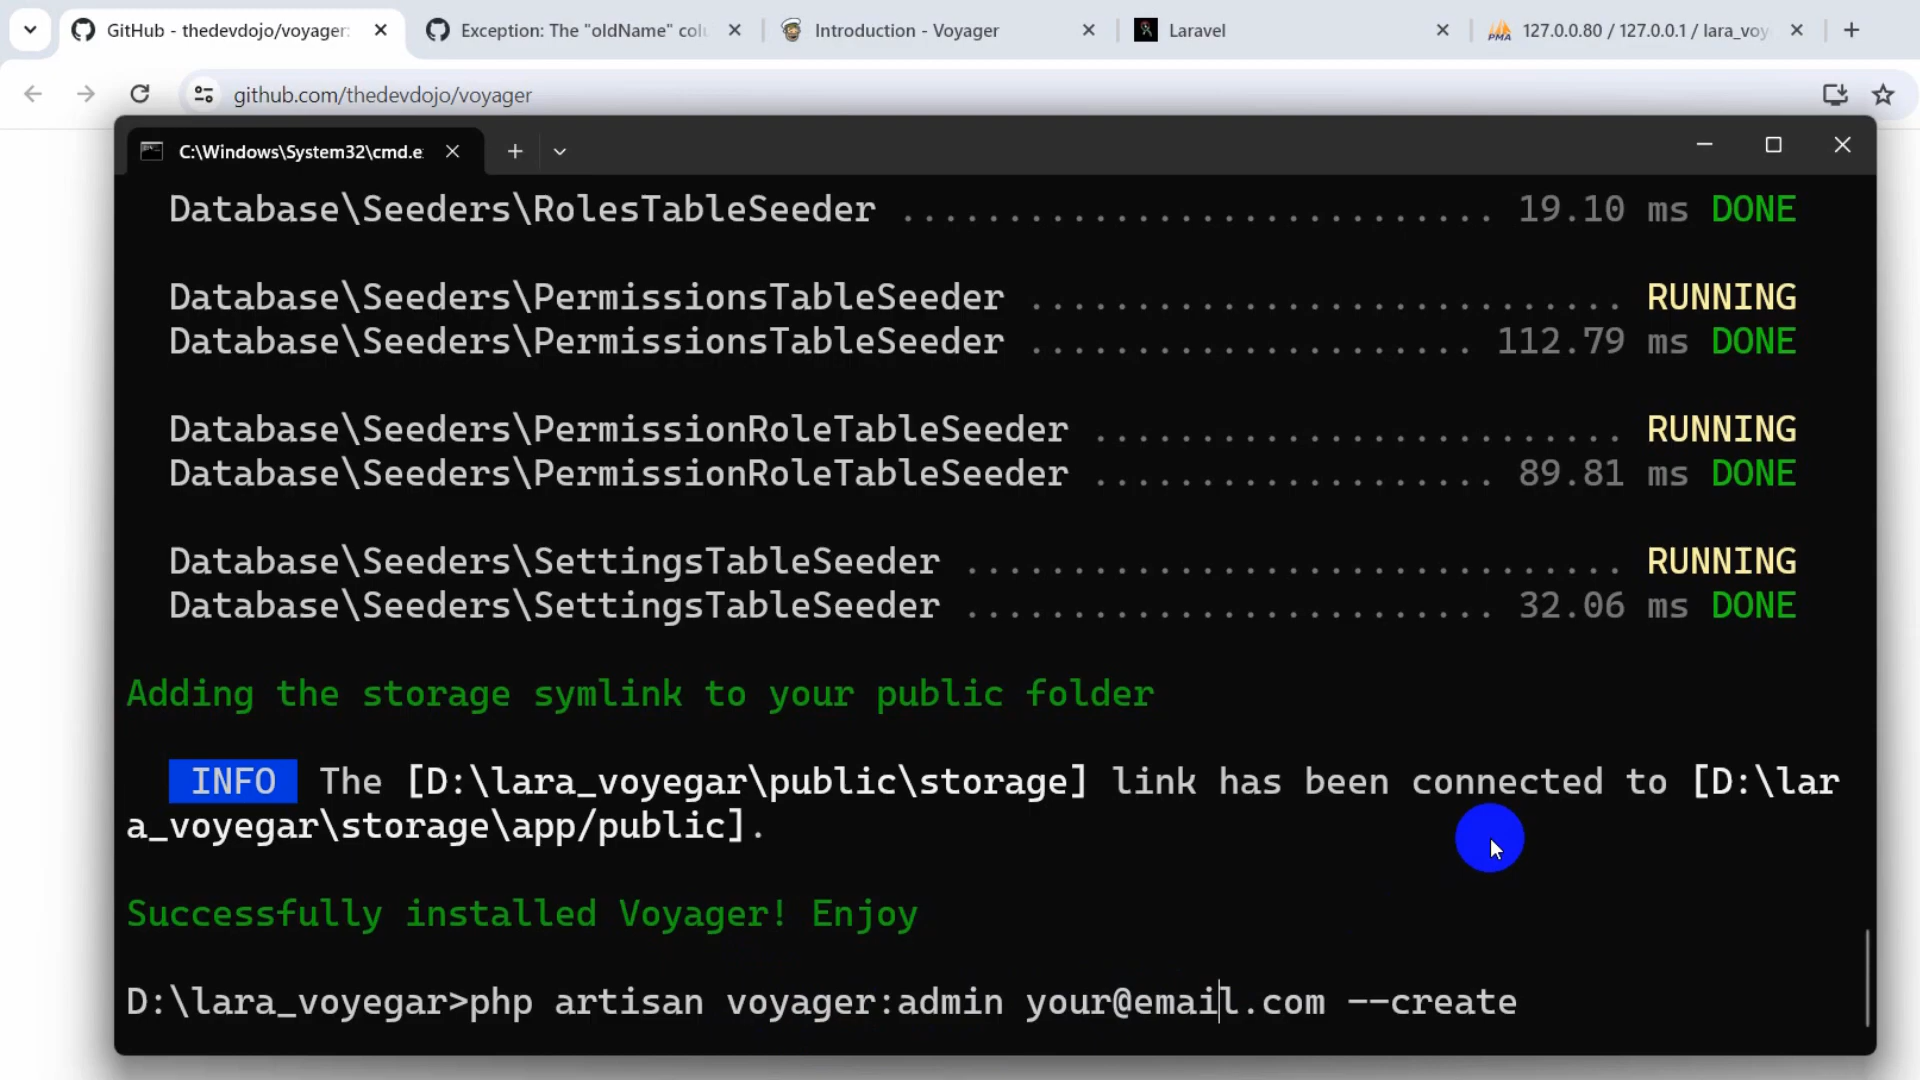 GitHub - thedevdojo/voyager:
Exception: The "oldName" colu
Introduction - Voyager
Laravel
PMA
127.0.0.80 / 127.0.0.1 / lara_voy
github.com/thedevdojo/voyager
C:\Windows\System32\cmd.e
Database\Seeders\RolesTableSeeder ............................ 19.10 ms DONE
Database\Seeders\PermissionsTableSeeder ............................ RUNNING
Database\Seeders\PermissionsTableSeeder ..................... 112.79 ms DONE
Database\Seeders\PermissionRoleTableSeeder ......................... RUNNING
Database\Seeders\PermissionRoleTableSeeder ................... 89.81 ms DONE
Database\Seeders\SettingsTableSeeder ............................... RUNNING
Database\Seeders\SettingsTableSeeder ......................... 32.06 ms DONE
Adding the storage symlink to your public folder
INFO The [D:\lara_voyegar\public\storage] link has been connected to [D:\lar
a_voyegar\storage\app/public].
Successfully installed Voyager! Enjoy
D:\lara_voyegar>php artisan voyager:admin your@email.com --create